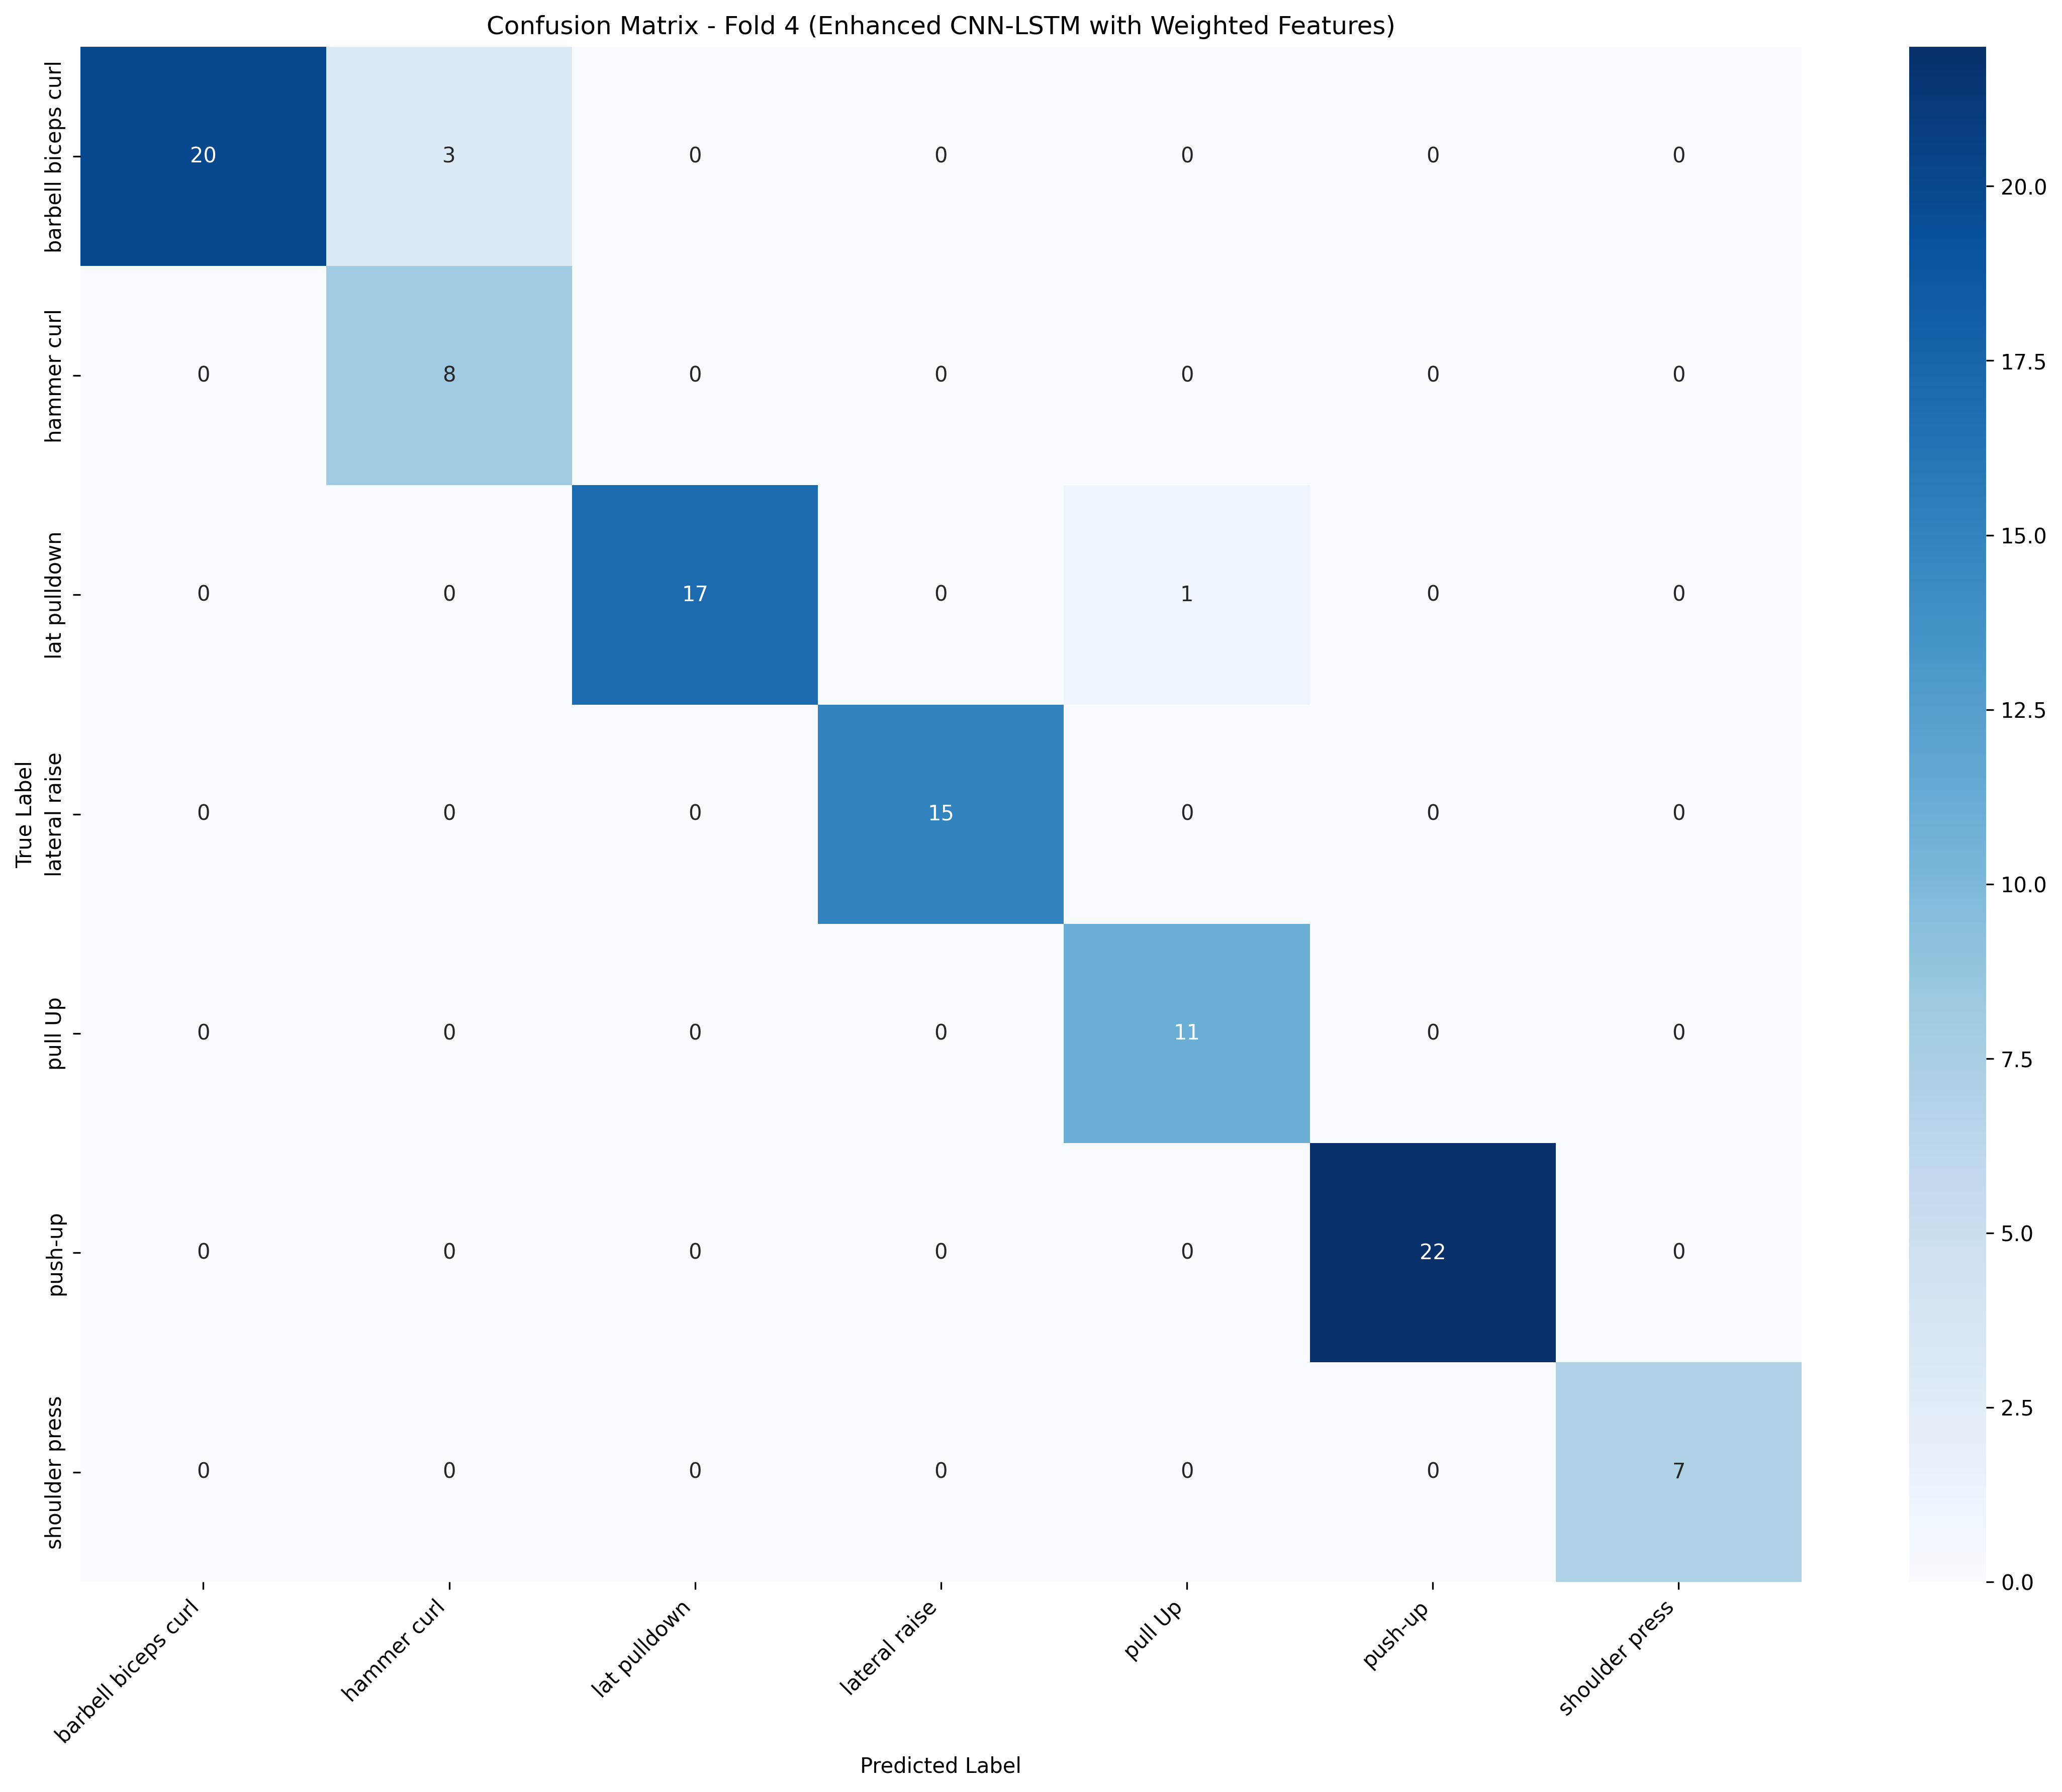 Confusion Matrix - Fold 4 (Enhanced CNN-LSTM with Weighted Features)
True Label
barbell biceps curl
20 3 0 0 0 0 0
hammer curl
0 8 0 0 0 0 0
lat pulldown
0 0 17 0 1 0 0
lateral raise
0 0 0 15 0 0 0
pull Up
0 0 0 0 11 0 0
push-up
0 0 0 0 0 22 0
shoulder press
0 0 0 0 0 0 7
barbell biceps curl
hammer curl
lat pulldown
lateral raise
pull Up
push-up
shoulder press
Predicted Label
20.0
17.5
15.0
12.5
10.0
7.5
5.0
2.5
0.0